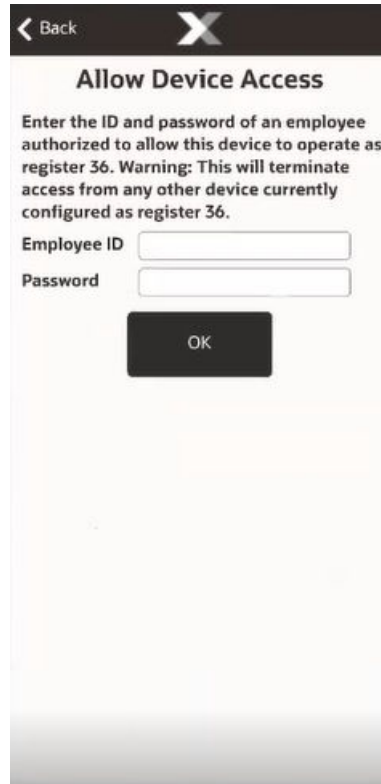 Back
Allow Device Access
Enter the ID and password of an employee
authorized to allow this device to operate as
register 36. Warning: This will terminate
access from any other device currently
configured as register 36.
Employee ID
Password
OK